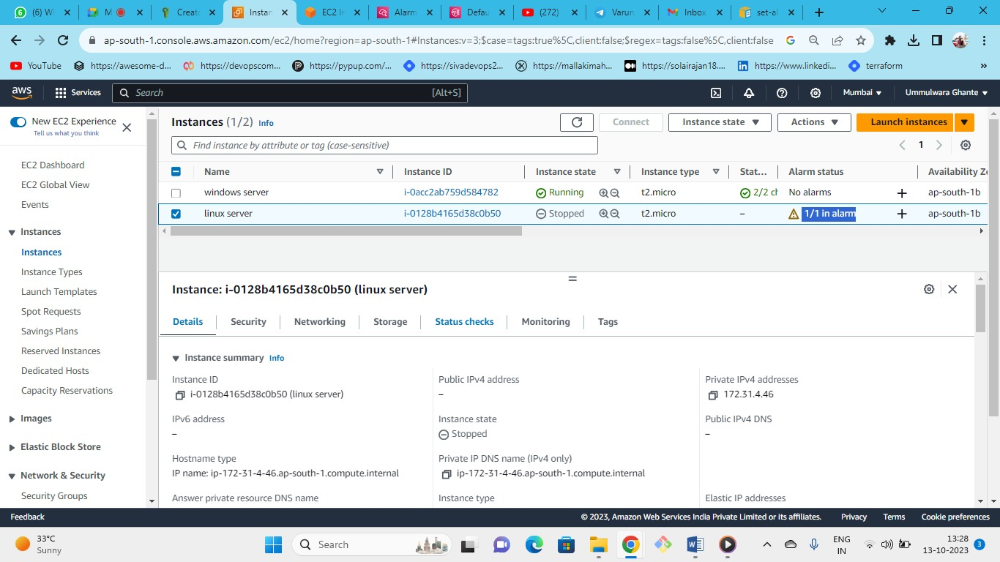 (6) W
M
Create
Instan
EC2 In
Alarm
Defau
(272)
Varun
Inbox
set-al
ap-south-1.console.aws.amazon.com/ec2/home?region=ap-south-1#Instances:v=3;$case=tags:true%5C,client:false;$regex=tags:false%5C,client:false
YouTube
https://awesome-d...
https://devopscom...
https://pypup.com/...
https://sivadevops2...
https://mallakimah...
https://solairajan18....
https://www.linkedi...
terraform
aws
Services
Search
[Alt+S]
Mumbai
Ummulwara Ghante
New EC2 Experience
Tell us what you think
EC2 Dashboard
EC2 Global View
Events
Instances
Instances
Instance Types
Launch Templates
Spot Requests
Savings Plans
Reserved Instances
Dedicated Hosts
Capacity Reservations
Images
Elastic Block Store
Network & Security
Security Groups
Instances (1/2) Info
Connect
Instance state
Actions
Launch instances
Find instance by attribute or tag (case-sensitive)
1
Name Instance ID Instance state Instance type Stat... Alarm status Availability Z
windows server i-0acc2ab759d584782 Running t2.micro 2/2 ch No alarms + ap-south-1b
linux server i-0128b4165d38c0b50 Stopped t2.micro – 1/1 in alarm + ap-south-1b
Instance: i-0128b4165d38c0b50 (linux server)
Details Security Networking Storage Status checks Monitoring Tags
Instance summary Info
Instance ID
i-0128b4165d38c0b50 (linux server)
Public IPv4 address
–
Private IPv4 addresses
172.31.4.46
IPv6 address
–
Instance state
Stopped
Public IPv4 DNS
–
Hostname type
IP name: ip-172-31-4-46.ap-south-1.compute.internal
Private IP DNS name (IPv4 only)
ip-172-31-4-46.ap-south-1.compute.internal
Answer private resource DNS name
Instance type
Elastic IP addresses
Feedback
© 2023, Amazon Web Services India Private Limited or its affiliates.
Privacy
Terms
Cookie preferences
33°C
Sunny
Search
ENG
IN
13:28
13-10-2023
3